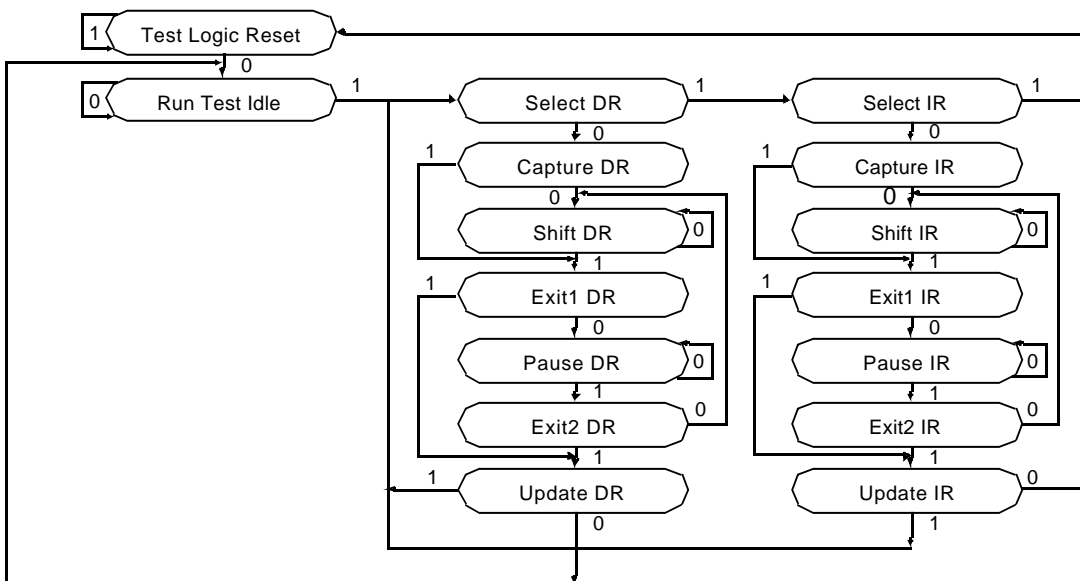 1
Test Logic Reset
0
0
Run Test Idle
1
Select DR
1
Select IR
1
0
0
1
Capture DR
1
Capture IR
0
0
Shift DR
0
Shift IR
0
1
1
1
Exit1 DR
1
Exit1 IR
0
0
Pause DR
0
Pause IR
0
1
1
Exit2 DR
0
Exit2 IR
0
1
1
1
Update DR
Update IR
0
0
1